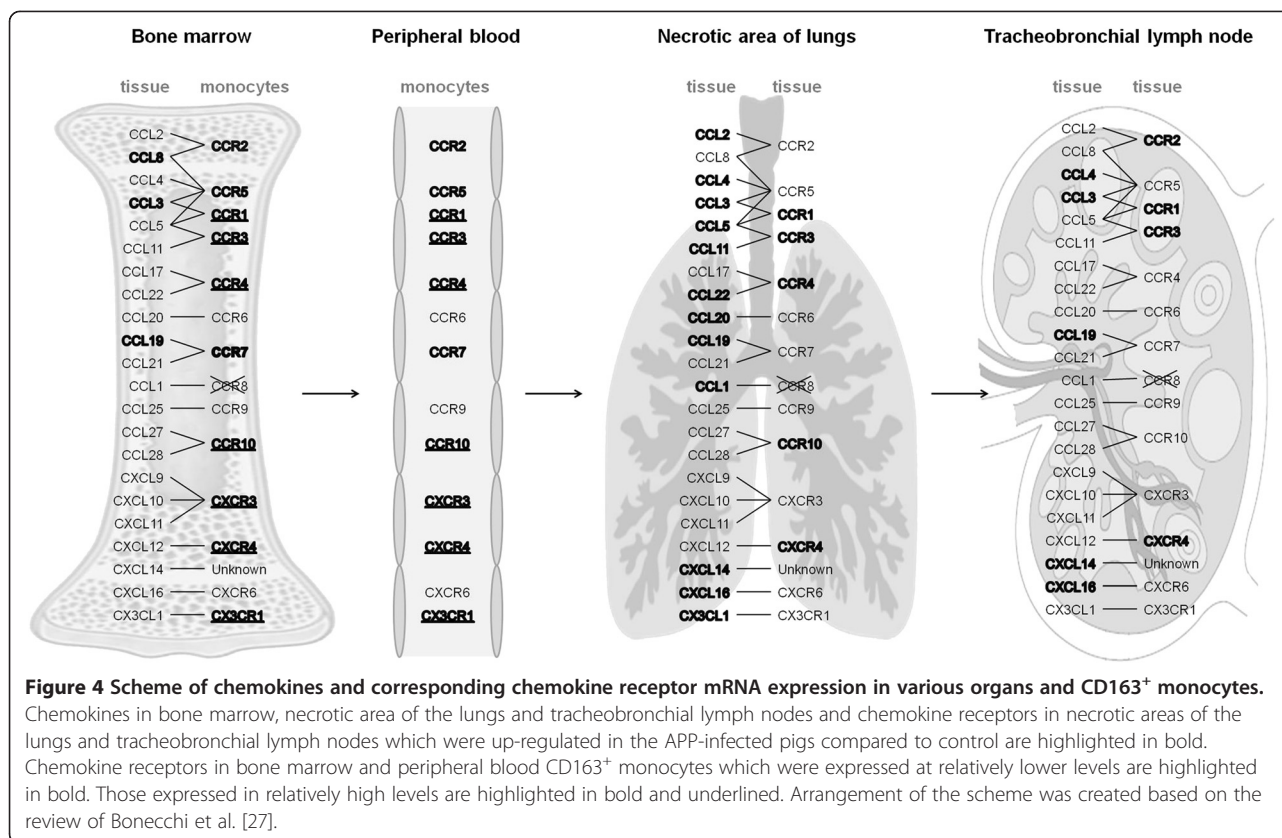 Bone marrow
Peripheral blood
Necrotic area of lungs
Tracheobronchial lymph node
tissue monocytes
monocytes
tissue tissue
tissue tissue
CCL2
CCL8
CCL4
CCL3
CCL5
CCL11
CCL17
CCL22
CCL20
CCL19
CCL21
CCL1
CCL25
CCL27
CCL28
CXCL9
CXCL10
CXCL11
CXCL12
CXCL14
CXCL16
CX3CL1
CCR2
CCR5
CCR1
CCR3
CCR4
CCR6
CCR7
CCR8
CCR9
CCR10
CXCR3
CXCR4
Unknown
CXCR6
CX3CR1
CCR2
CCR5
CCR1
CCR3
CCR4
CCR6
CCR7
CCR9
CCR10
CXCR3
CXCR4
CXCR6
CX3CR1
CCL2
CCL8
CCL4
CCL3
CCL5
CCL11
CCL17
CCL22
CCL20
CCL19
CCL21
CCL1
CCL25
CCL27
CCL28
CXCL9
CXCL10
CXCL11
CXCL12
CXCL14
CXCL16
CX3CL1
CCR2
CCR5
CCR1
CCR3
CCR4
CCR6
CCR7
CCR8
CCR9
CCR10
CXCR3
CXCR4
Unknown
CXCR6
CX3CR1
CCL2
CCL8
CCL4
CCL3
CCL5
CCL11
CCL17
CCL22
CCL20
CCL19
CCL21
CCL1
CCL25
CCL27
CCL28
CXCL9
CXCL10
CXCL11
CXCL12
CXCL14
CXCL16
CX3CL1
CCR2
CCR5
CCR1
CCR3
CCR4
CCR6
CCR7
CCR8
CCR9
CCR10
CXCR3
CXCR4
Unknown
CXCR6
CX3CR1
Figure 4 Scheme of chemokines and corresponding chemokine receptor mRNA expression in various organs and CD163⁺ monocytes.
Chemokines in bone marrow, necrotic area of the lungs and tracheobronchial lymph nodes and chemokine receptors in necrotic areas of the
lungs and tracheobronchial lymph nodes which were up-regulated in the APP-infected pigs compared to control are highlighted in bold.
Chemokine receptors in bone marrow and peripheral blood CD163⁺ monocytes which were expressed at relatively lower levels are highlighted
in bold. Those expressed in relatively high levels are highlighted in bold and underlined. Arrangement of the scheme was created based on the
review of Bonecchi et al. [27].